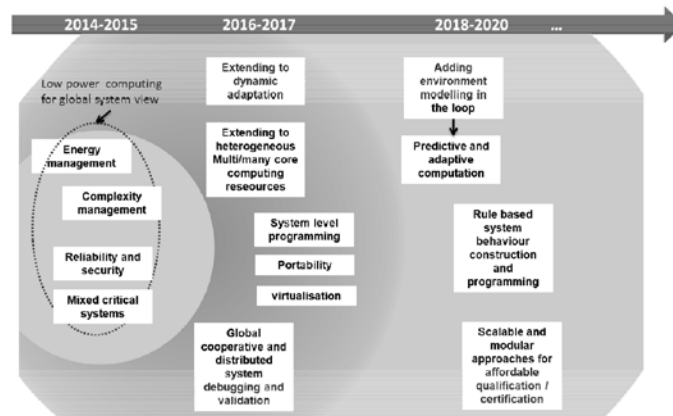 2014-2015
2016-2017
2018-2020
...
Low power computing
for global system view
Energy
management
Complexity
management
Reliability and
security
Mixed critical
systems
Extending to
dynamic
adaptation
Extending to
heterogeneous
Multi/many core
computing
reseources
System level
programming
Portability
virtualisation
Global
cooperative and
distributed
system
debugging and
validation
Adding
environment
modelling in
the loop
Predictive and
adaptive
computation
Rule based
system
behaviour
construction
and
programming
Scalable and
modular
approaches for
affordable
qualification /
certification